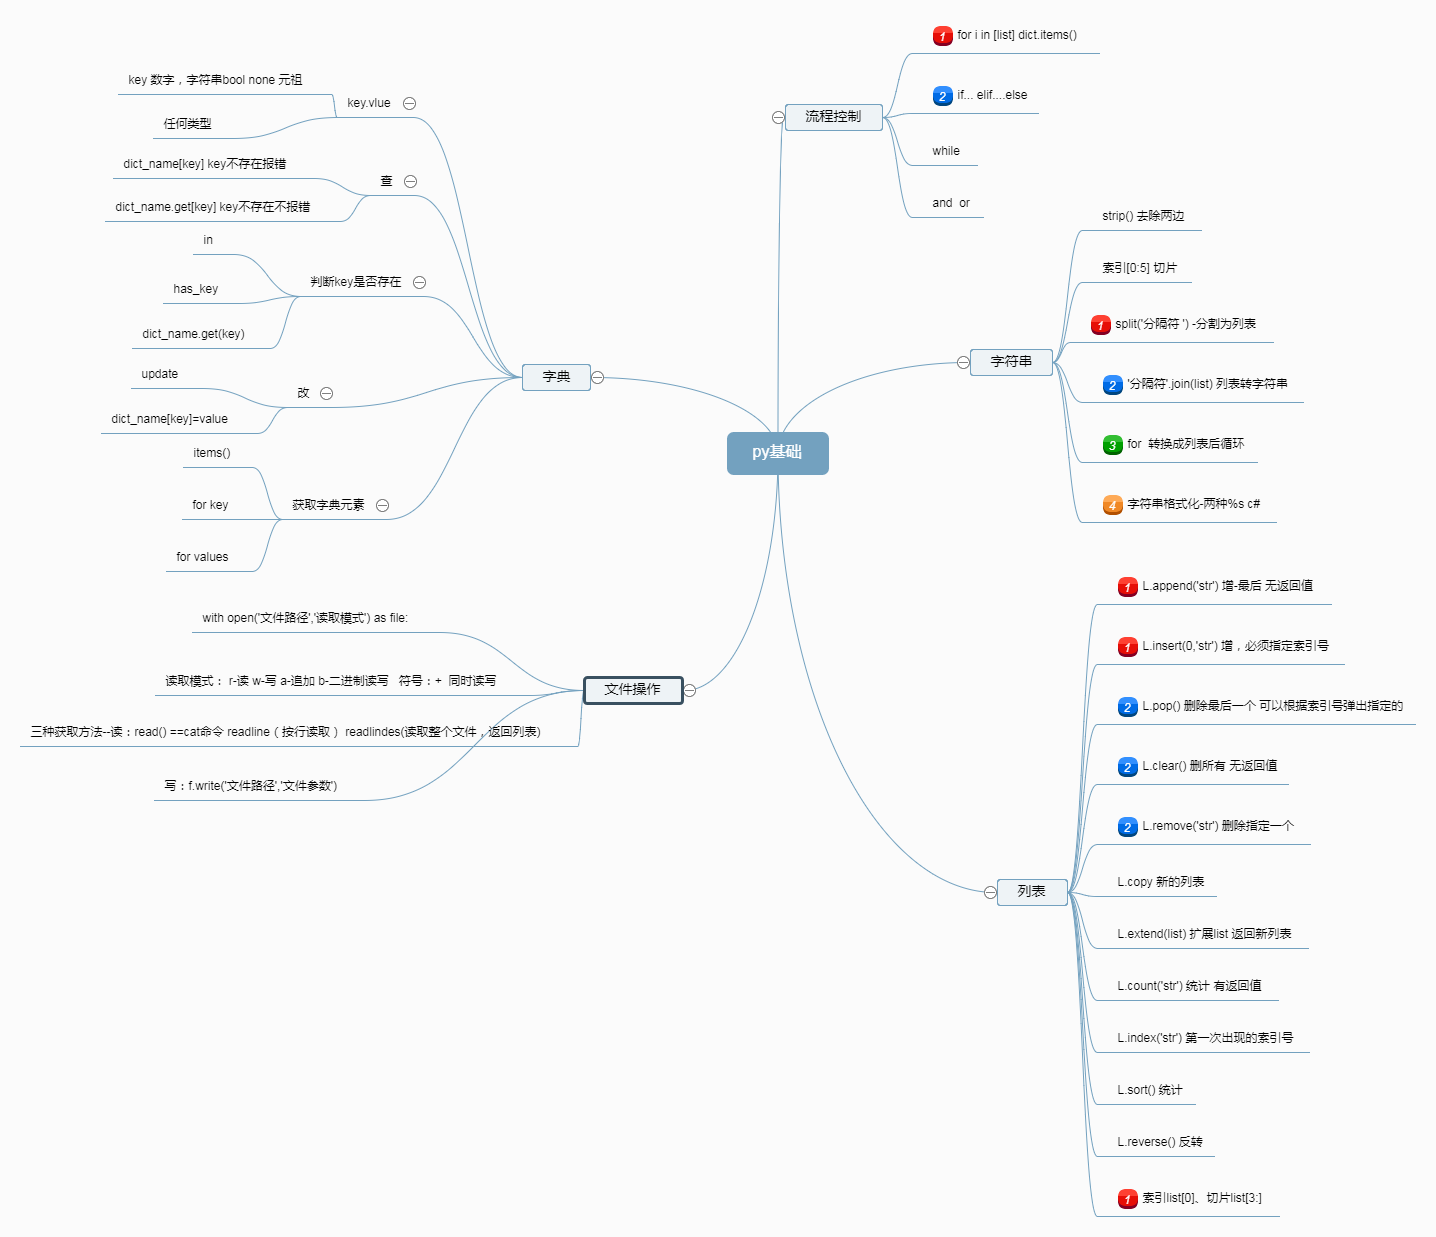 py基础
流程控制
1 for i in [list] dict.items()
2 if... elif....else
while
and  or
字符串
strip() 去除两边
索引[0:5] 切片
1 split('分隔符 ') -分割为列表
2 '分隔符'.join(list) 列表转字符串
3 for  转换成列表后循环
4 字符串格式化-两种%s c#
列表
1 L.append('str') 增-最后 无返回值
1 L.insert(0,'str') 增，必须指定索引号
2 L.pop() 删除最后一个 可以根据索引号弹出指定的
2 L.clear() 删所有 无返回值
2 L.remove('str') 删除指定一个
L.copy 新的列表
L.extend(list) 扩展list 返回新列表
L.count('str') 统计 有返回值
L.index('str') 第一次出现的索引号
L.sort() 统计
L.reverse() 反转
1 索引list[0]、切片list[3:]
字典
key.vlue
key 数字，字符串bool none 元祖
任何类型
查
dict_name[key] key不存在报错
dict_name.get[key] key不存在不报错
判断key是否存在
in
has_key
dict_name.get(key)
改
update
dict_name[key]=value
获取字典元素
items()
for key
for values
文件操作
with open('文件路径','读取模式') as file:
读取模式： r-读 w-写 a-追加 b-二进制读写   符号：+  同时读写
三种获取方法--读：read() ==cat命令 readline（按行读取） readlindes(读取整个文件，返回列表)
写：f.write('文件路径','文件参数')